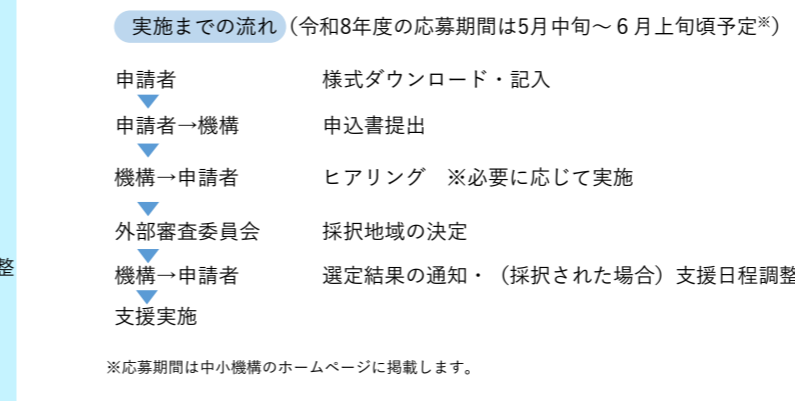 実施までの流れ（令和8年度の応募期間は5月中旬～６月上旬頃予定※）
申請者　様式ダウンロード・記入
申請者→機構　申込書提出
機構→申請者　ヒアリング　※必要に応じて実施
外部審査委員会　採択地域の決定
整
機構→申請者　選定結果の通知・（採択された場合）支援日程調整
支援実施
※応募期間は中小機構のホームページに掲載します。